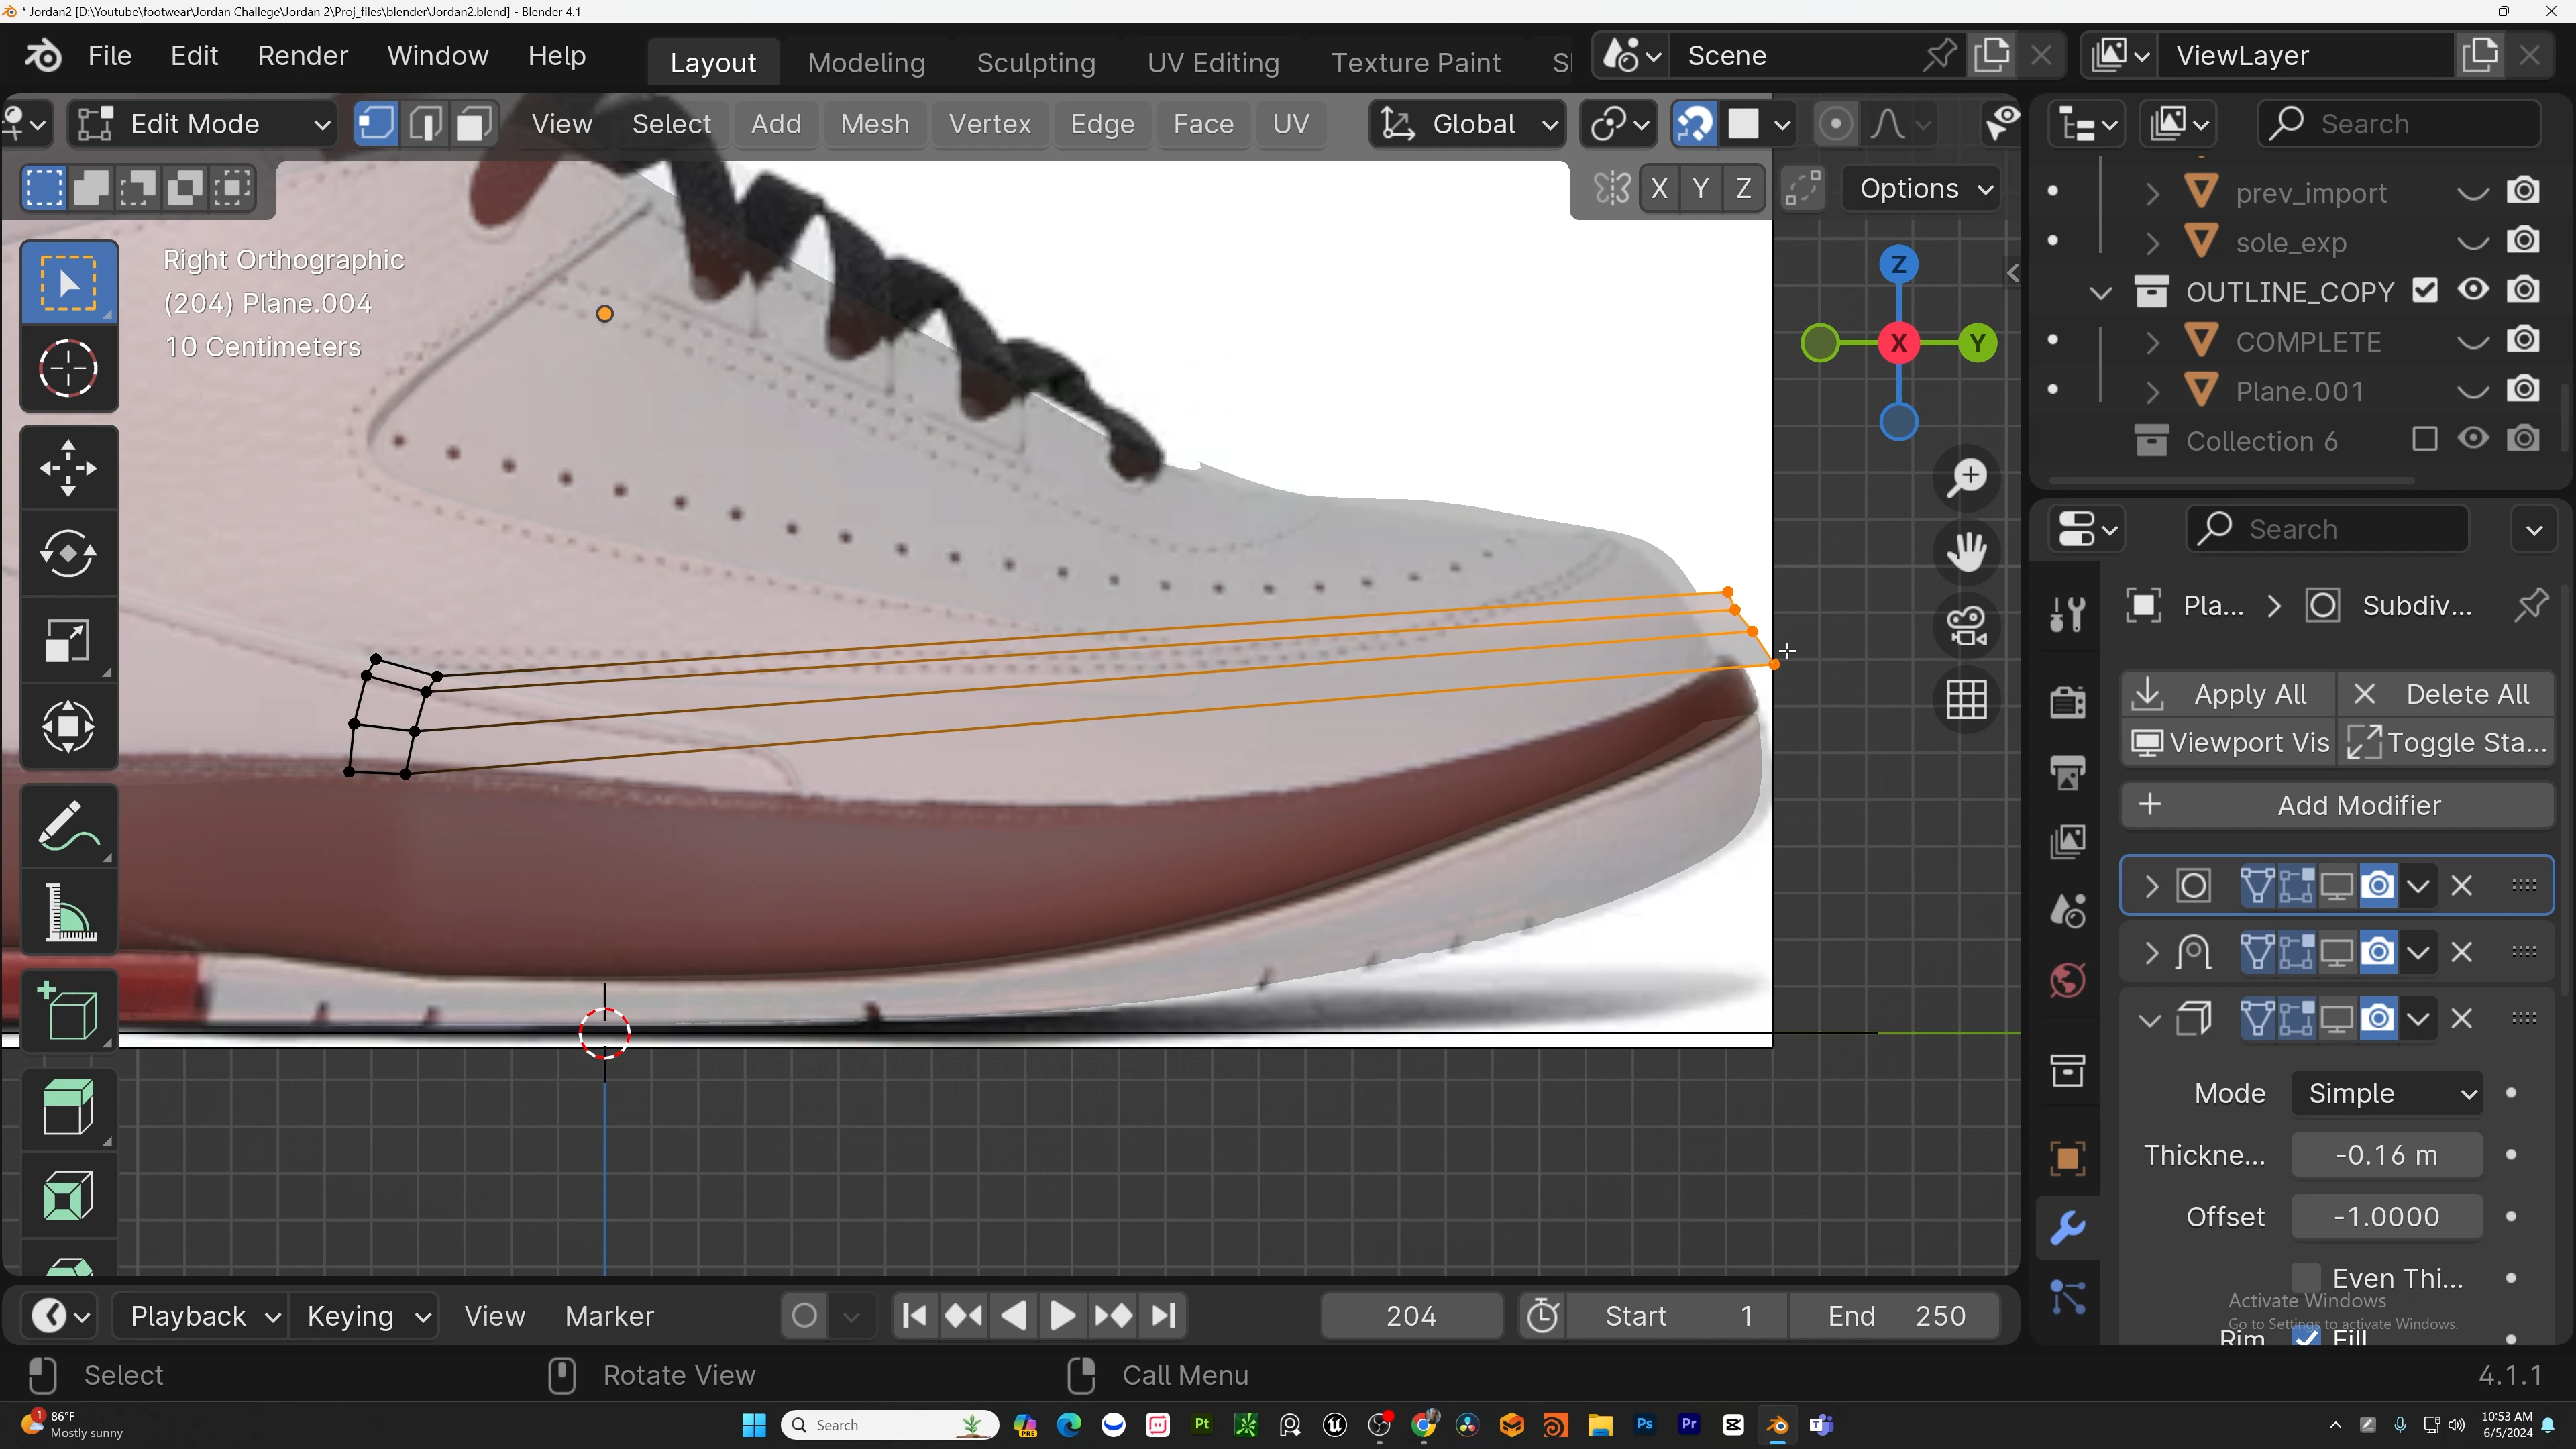 * Jordan2 [D:\Youtube\footwear\Jordan Challege\Jordan 2\Proj_files\blender\Jordan2.blend] - Blender 4.1
File Edit Render Window Help Layout Modeling Sculpting UV Editing Texture Paint Scene ViewLayer
Edit Mode View Select Add Mesh Vertex Edge Face UV Global Search
X Y Z Options prev_import
sole_exp
Right Orthographic
(204) Plane.004
10 Centimeters
Z
X
Y
OUTLINE_COPY
COMPLETE
Plane.001
Collection 6
Search
Pla... Subdiv...
Apply All Delete All
Viewport Vis Toggle Sta...
Add Modifier
Mode Simple
Thickne... -0.16 m
Offset -1.0000
Even Thi...
Activate Windows
Go to Settings to activate Windows.
Rim Fill
Playback Keying View Marker 204 Start 1 End 250
Select Rotate View Call Menu 4.1.1
1 86°F
Mostly sunny
Search
PRE
Pt
Ps
Pr
10:53 AM
6/5/2024